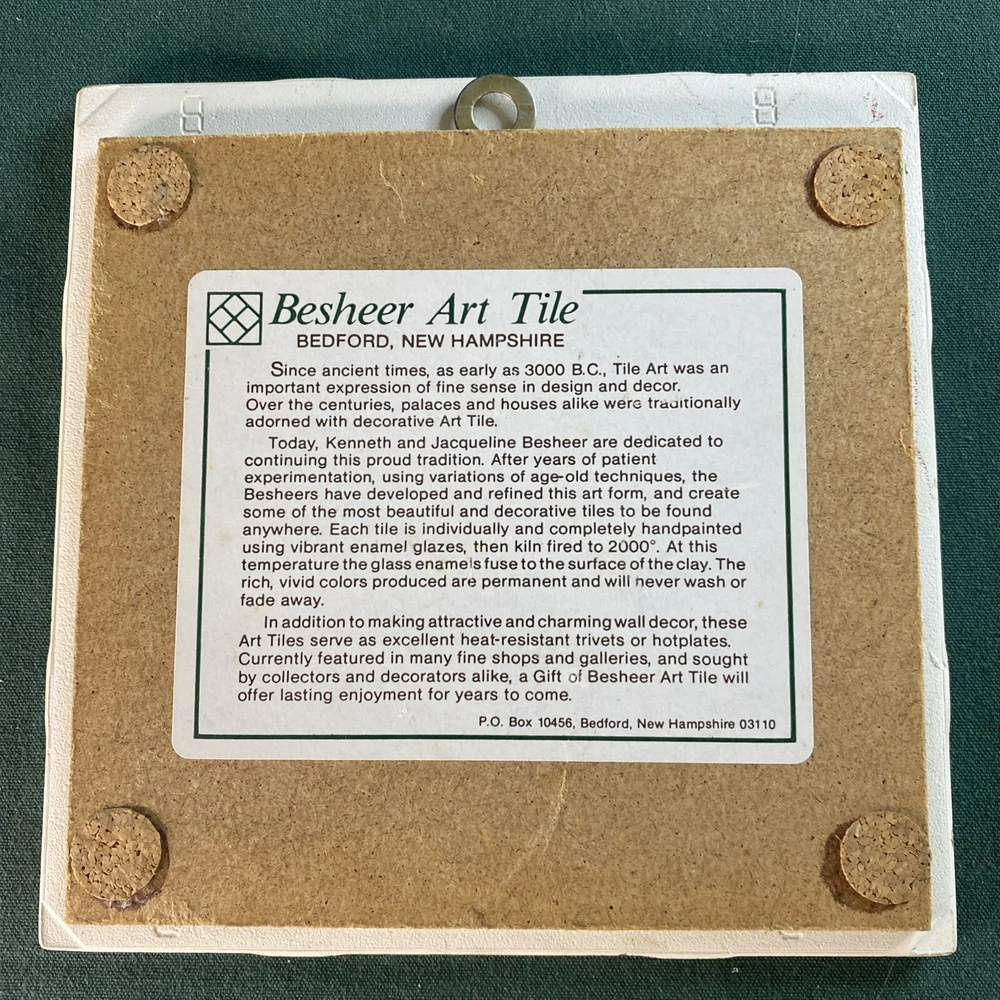 8 8
Besheer Art Tile
BEDFORD, NEW HAMPSHIRE
Since ancient times, as early as 3000 B.C., Tile Art was an
important expression of fine sense in design and decor.
Over the centuries, palaces and houses alike were traditionally
adorned with decorative Art Tile.
Today, Kenneth and Jacqueline Besheer are dedicated to
continuing this proud tradition. After years of patient
experimentation, using variations of age-old techniques, the
Besheers have developed and refined this art form, and create
some of the most beautiful and decorative tiles to be found
anywhere. Each tile is individually and completely handpainted
using vibrant enamel glazes, then kiln fired to 2000°. At this
temperature the glass enamels fuse to the surface of the clay. The
rich, vivid colors produced are permanent and will never wash or
fade away.
In addition to making attractive and charming wall decor, these
Art Tiles serve as excellent heat-resistant trivets or hotplates.
Currently featured in many fine shops and galleries, and sought
by collectors and decorators alike, a Gift of Besheer Art Tile will
offer lasting enjoyment for years to come.
P.O. Box 10456, Bedford, New Hampshire 03110